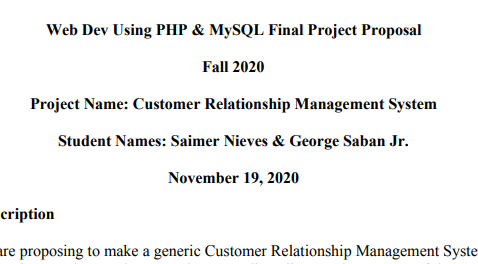 Web Dev Using PHP & MySQL Final Project Proposal
Fall 2020
Project Name: Customer Relationship Management System
Student Names: Saimer Nieves & George Saban Jr.
November 19, 2020
cription
are proposing to make a generic Customer Relationship Management Syste